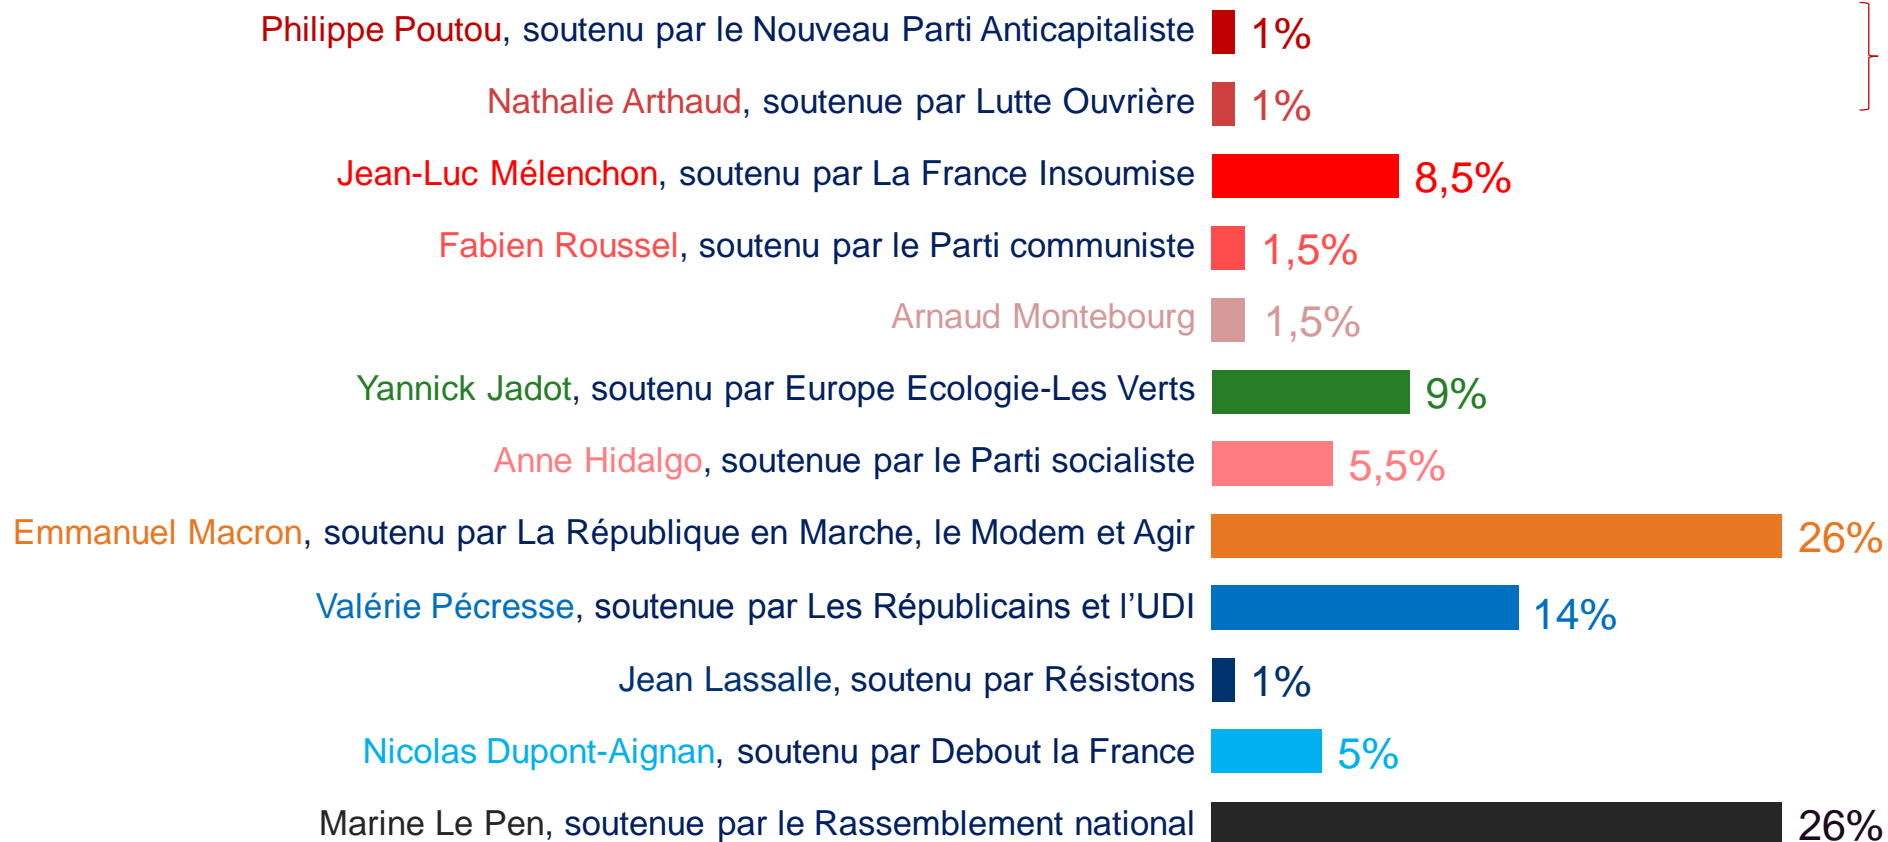 Philippe Poutou, soutenu par le Nouveau Parti Anticapitaliste 1%
Nathalie Arthaud, soutenue par Lutte Ouvrière 1%
Jean-Luc Mélenchon, soutenu par La France Insoumise 8,5%
Fabien Roussel, soutenu par le Parti communiste 1,5%
Arnaud Montebourg 1,5%
Yannick Jadot, soutenu par Europe Ecologie-Les Verts 9%
Anne Hidalgo, soutenue par le Parti socialiste 5,5%
Emmanuel Macron, soutenu par La République en Marche, le Modem et Agir 26%
Valérie Pécresse, soutenue par Les Républicains et l’UDI 14%
Jean Lassalle, soutenu par Résistons 1%
Nicolas Dupont-Aignan, soutenu par Debout la France 5%
Marine Le Pen, soutenue par le Rassemblement national 26%